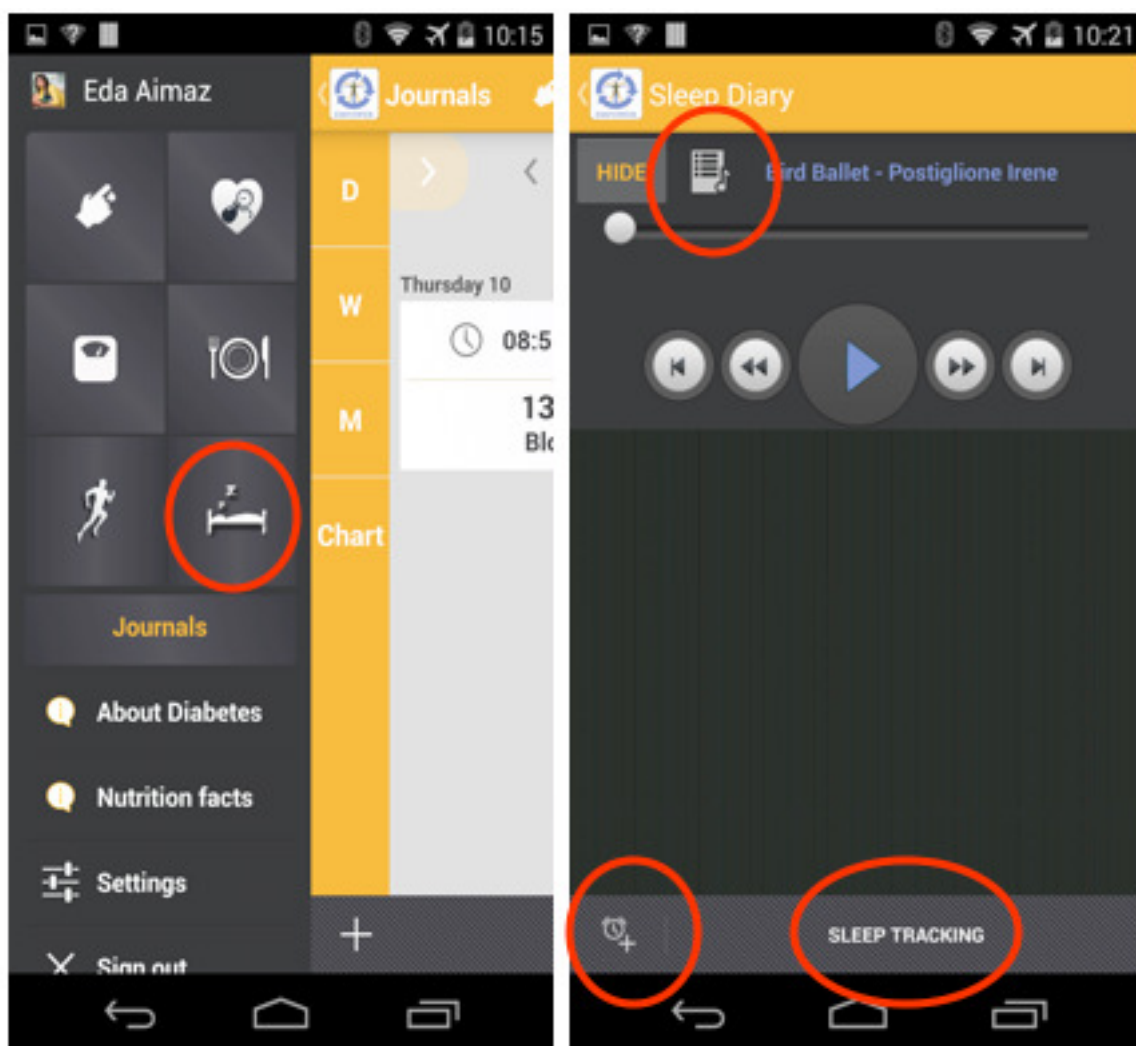 10:15
Eda Aimaz
Journals
D
W
M
Chart
Thursday 10
08:5
13
Blo
Journals
About Diabetes
Nutrition facts
Settings
Sign out
10:21
Sleep Diary
HIDE
Bird Ballet - Postiglione Irene
SLEEP TRACKING